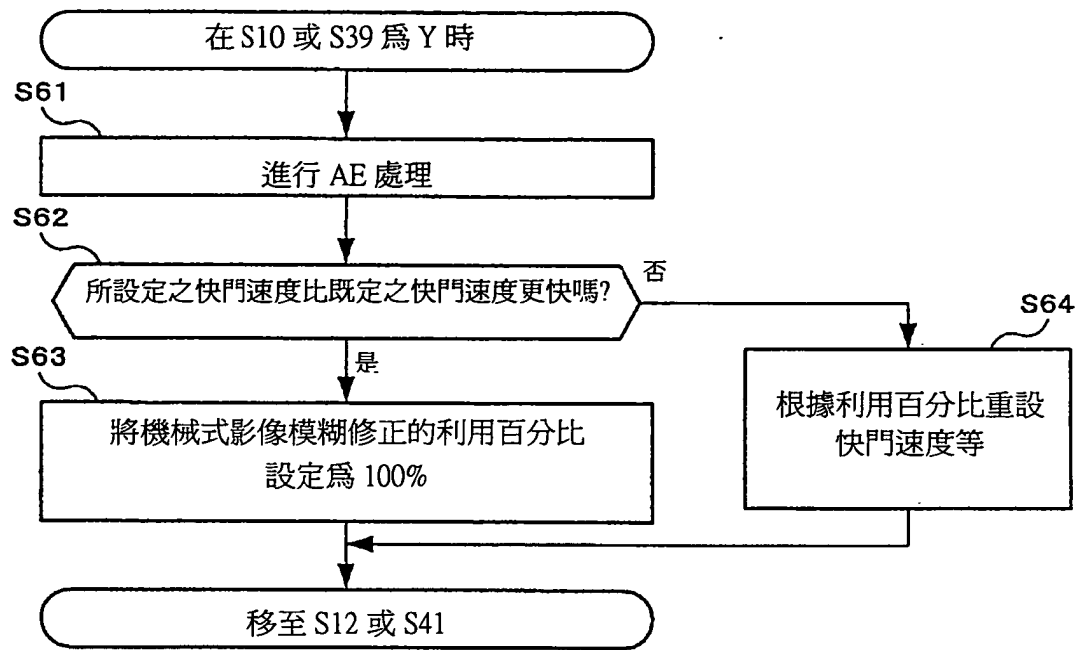 在 S10 或 S39 爲 Y 時
S61
進行 AE 處理
S62
所設定之快門速度比既定之快門速度更快嗎?
否
S64
S63
是
將機械式影像模糊修正的利用百分比
設定爲 100%
根據利用百分比重設
快門速度等
移至 S12 或 S41